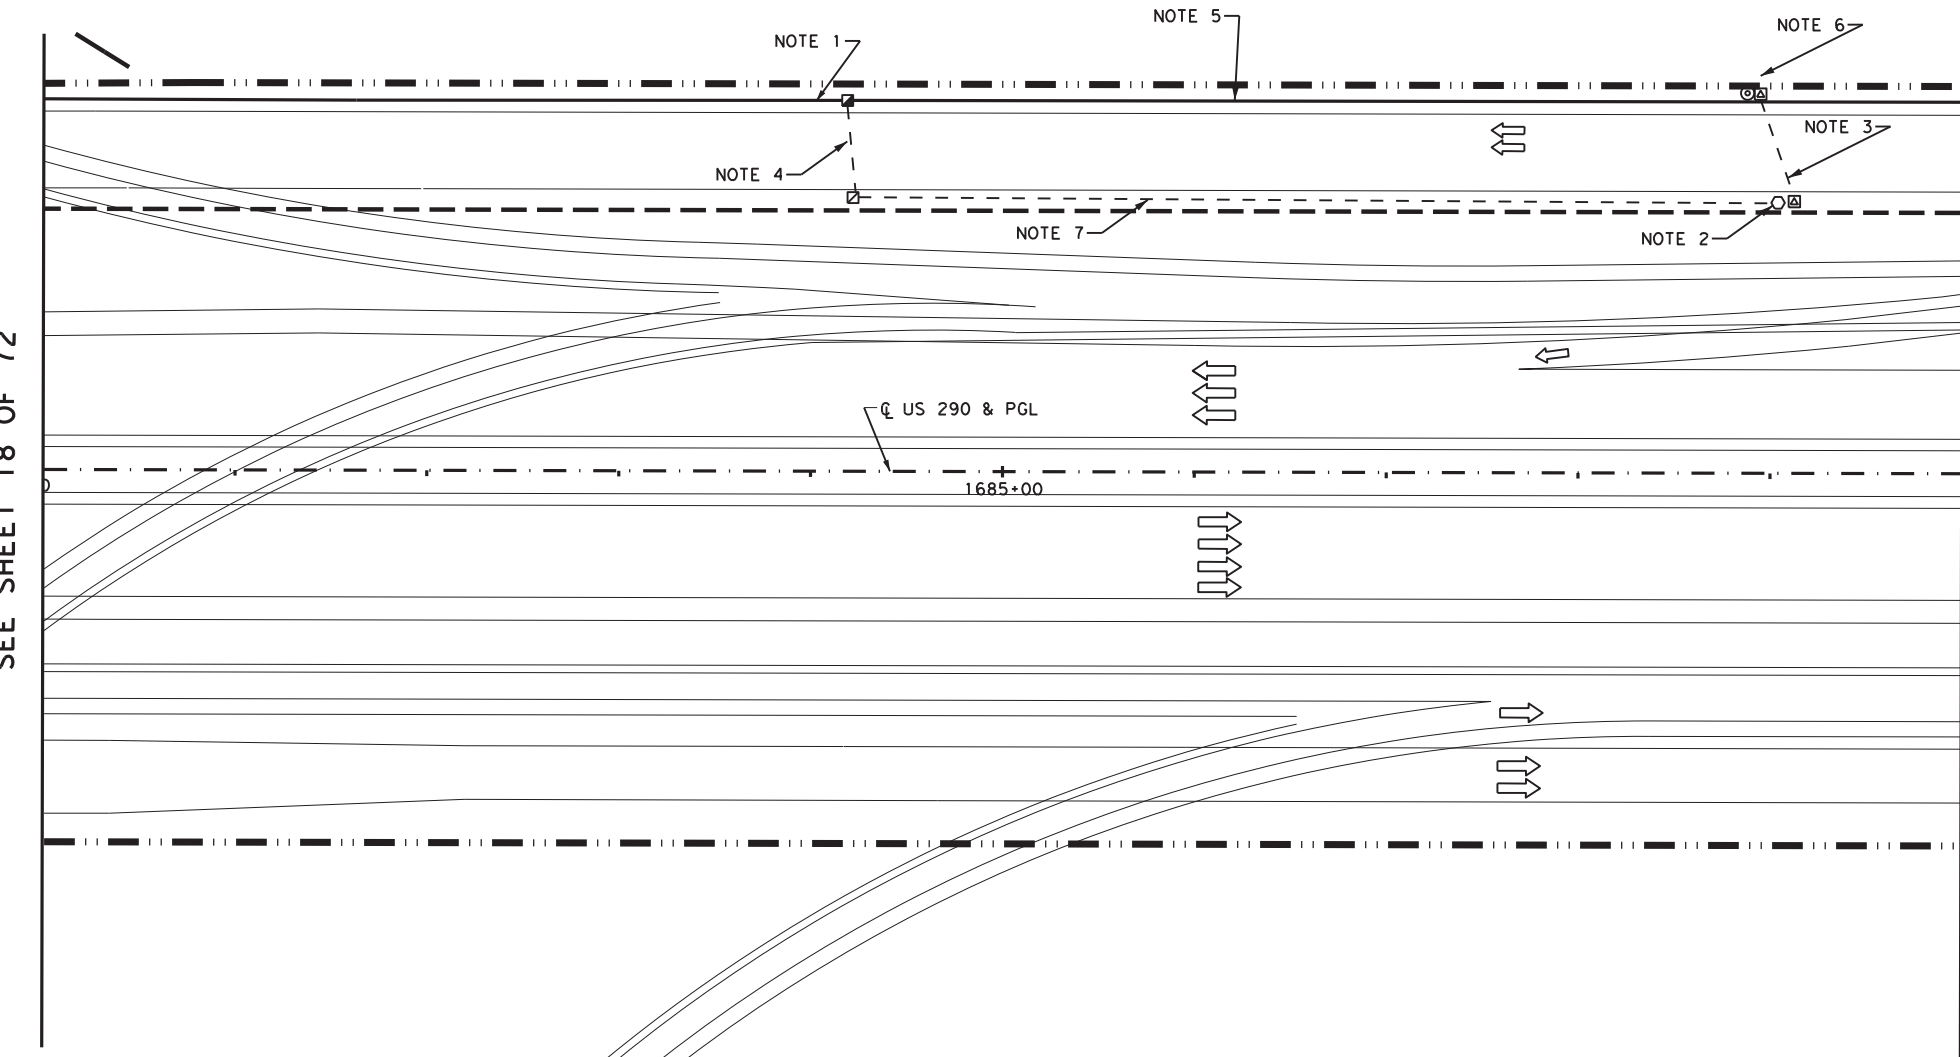 NOTE 5
NOTE 6
NOTE 1
NOTE 3
NOTE 4
NOTE 7
NOTE 2
℄ US 290 & PGL
1685+00
SEE SHEET 18 OF 72